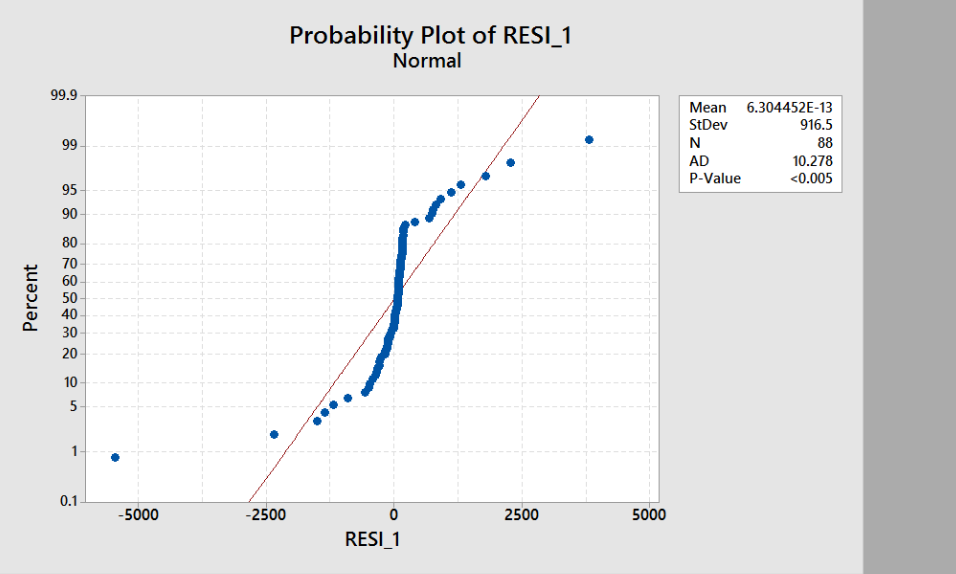 Probability Plot of RESI_1
Normal
99.9
99
95
90
80
70
60
50
40
30
20
10
5
1
0.1
Percent
-5000 -2500 0 2500 5000
RESI_1
Mean 6.304452E-13
StDev 916.5
N 88
AD 10.278
P-Value <0.005